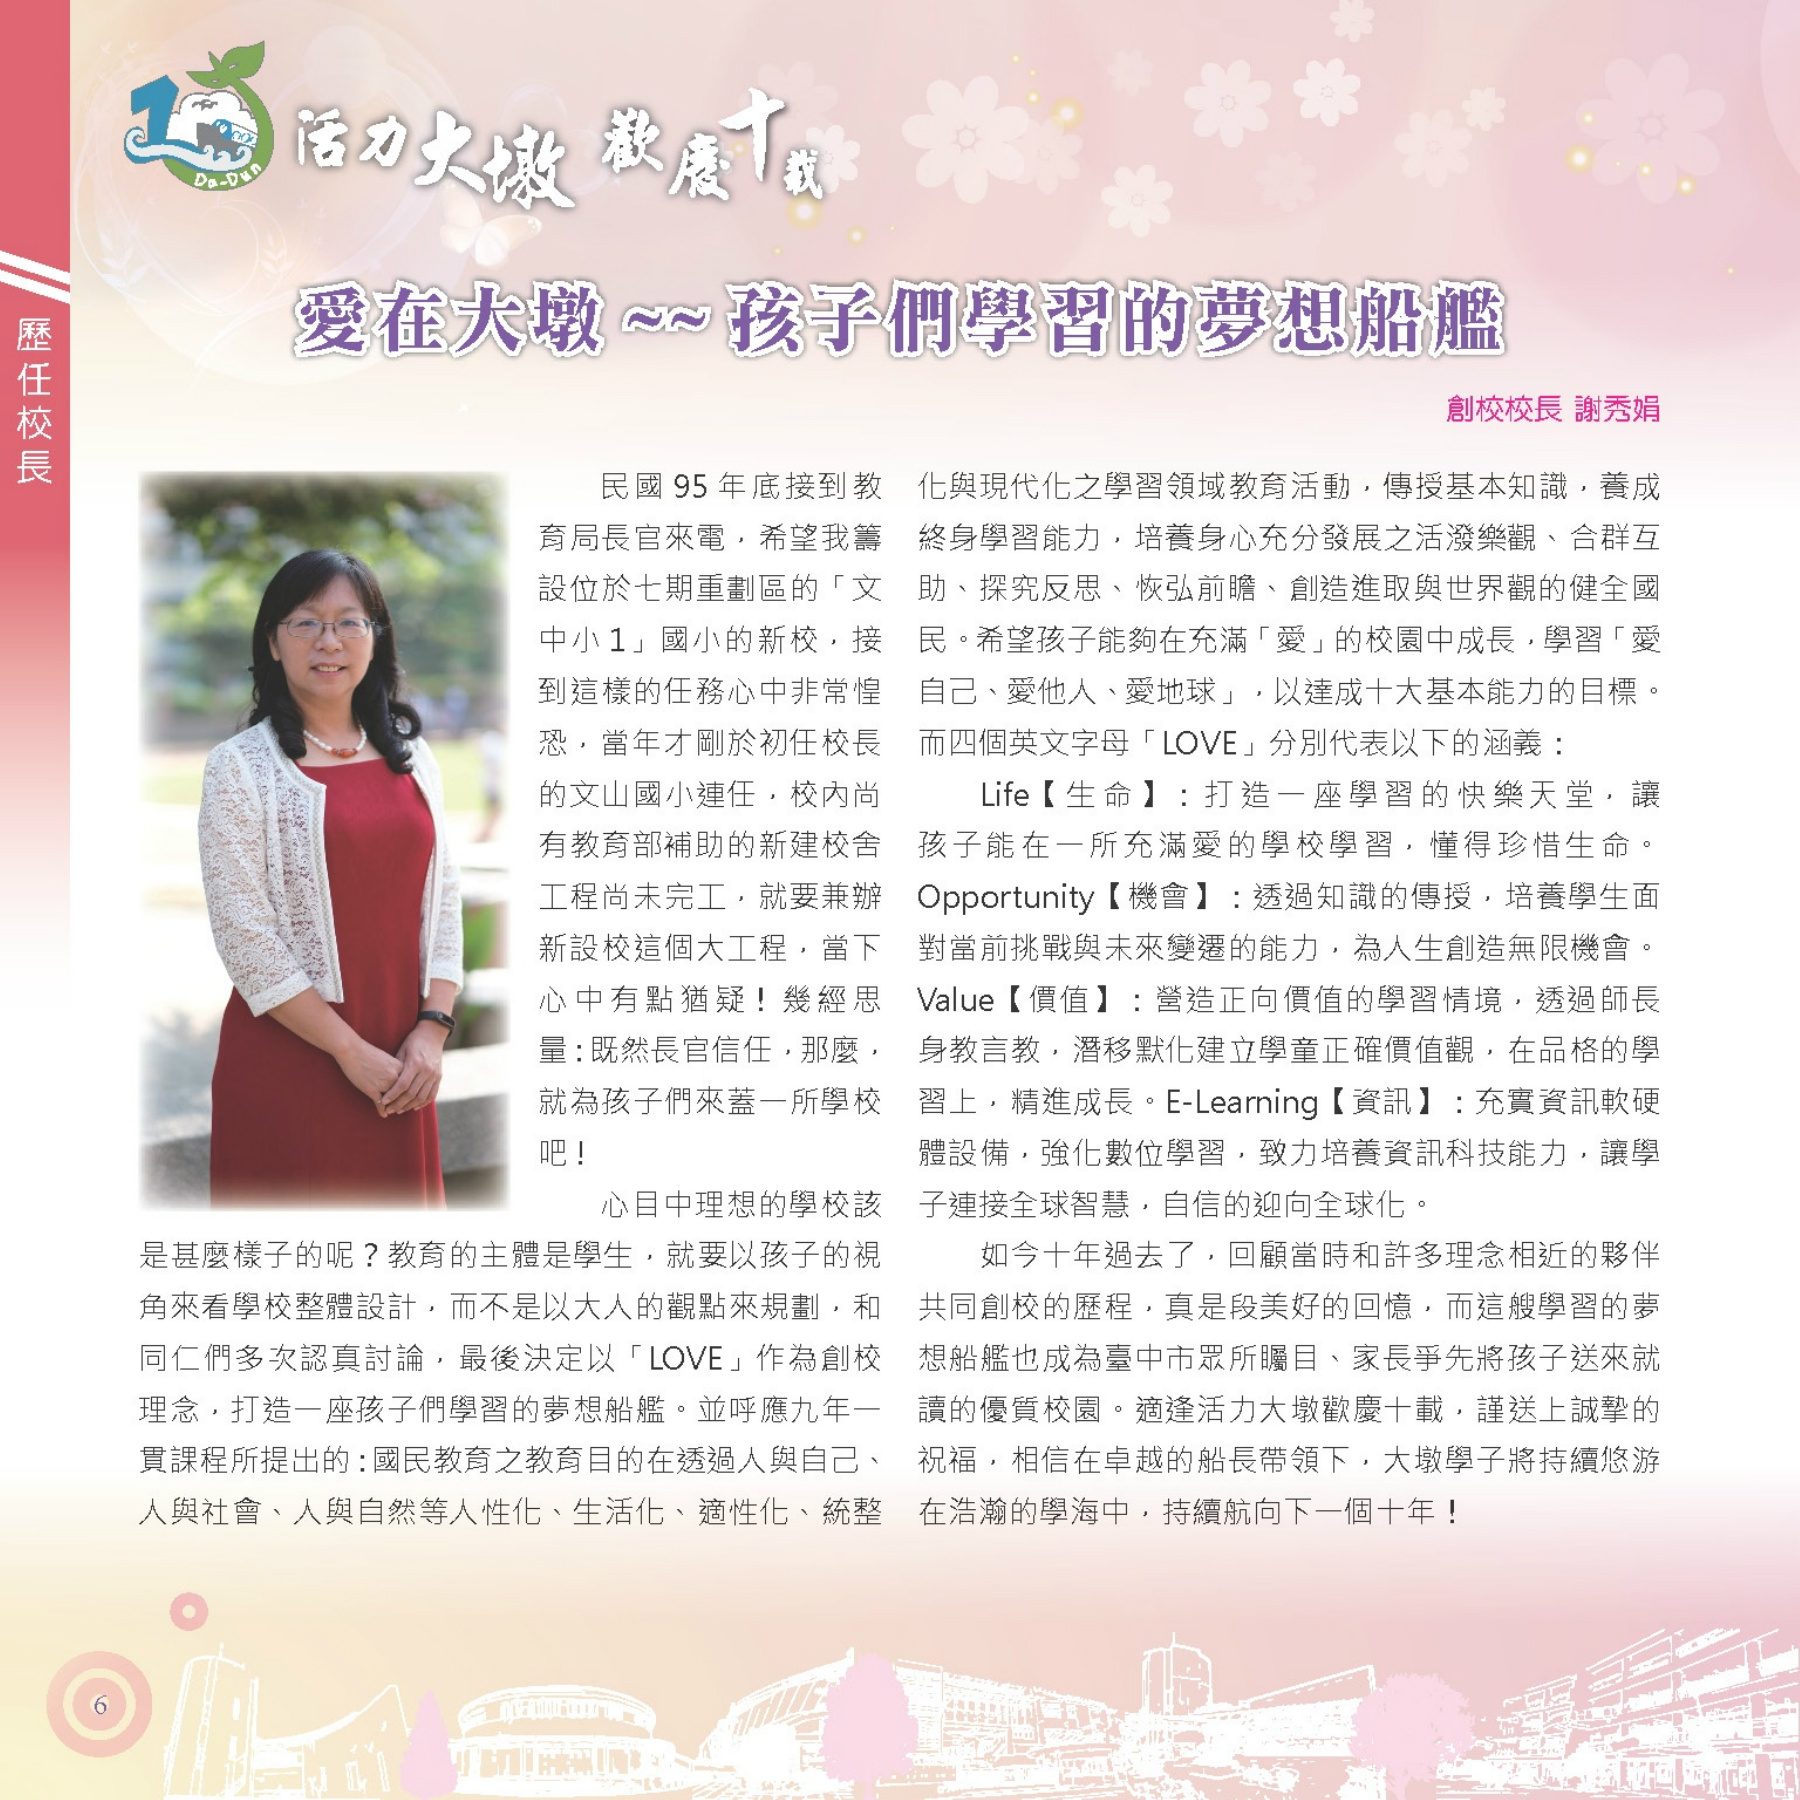 Da-Dun
活力大墩 歡慶十載
歷任校長
愛在大墩~~孩子們學習的夢想船艦
創校校長 謝秀娟
民國 95 年底接到教
育局長官來電，希望我籌
設位於七期重劃區的「文
中小 1」國小的新校，接
到這樣的任務心中非常惶
恐，當年才剛於初任校長
的文山國小連任，校內尚
有教育部補助的新建校舍
工程尚未完工，就要兼辦
新設校這個大工程，當下
心中有點猶疑！幾經思
量：既然長官信任，那麼，
就為孩子們來蓋一所學校
吧！
心目中理想的學校該
是甚麼樣子的呢？教育的主體是學生，就要以孩子的視
角來看學校整體設計，而不是以大人的觀點來規劃，和
同仁們多次認真討論，最後決定以「LOVE」作為創校
理念，打造一座孩子們學習的夢想船艦。並呼應九年一
貫課程所提出的：國民教育之教育目的在透過人與自己、
人與社會、人與自然等人性化、生活化、適性化、統整
化與現代化之學習領域教育活動，傳授基本知識，養成
終身學習能力，培養身心充分發展之活潑樂觀、合群互
助、探究反思、恢弘前瞻、創造進取與世界觀的健全國
民。希望孩子能夠在充滿「愛」的校園中成長，學習「愛
自己、愛他人、愛地球」，以達成十大基本能力的目標。
而四個英文字母「LOVE」分別代表以下的涵義：
Life【生命】：打造一座學習的快樂天堂，讓
孩子能在一所充滿愛的學校學習，懂得珍惜生命。
Opportunity【機會】：透過知識的傳授，培養學生面
對當前挑戰與未來變遷的能力，為人生創造無限機會。
Value【價值】：營造正向價值的學習情境，透過師長
身教言教，潛移默化建立學童正確價值觀，在品格的學
習上，精進成長。E-Learning【資訊】：充實資訊軟硬
體設備，強化數位學習，致力培養資訊科技能力，讓學
子連接全球智慧，自信的迎向全球化。
如今十年過去了，回顧當時和許多理念相近的夥伴
共同創校的歷程，真是段美好的回憶，而這艘學習的夢
想船艦也成為臺中市眾所矚目、家長爭先將孩子送來就
讀的優質校園。適逢活力大墩歡慶十載，謹送上誠摯的
祝福，相信在卓越的船長帶領下，大墩學子將持續悠游
在浩瀚的學海中，持續航向下一個十年！
6